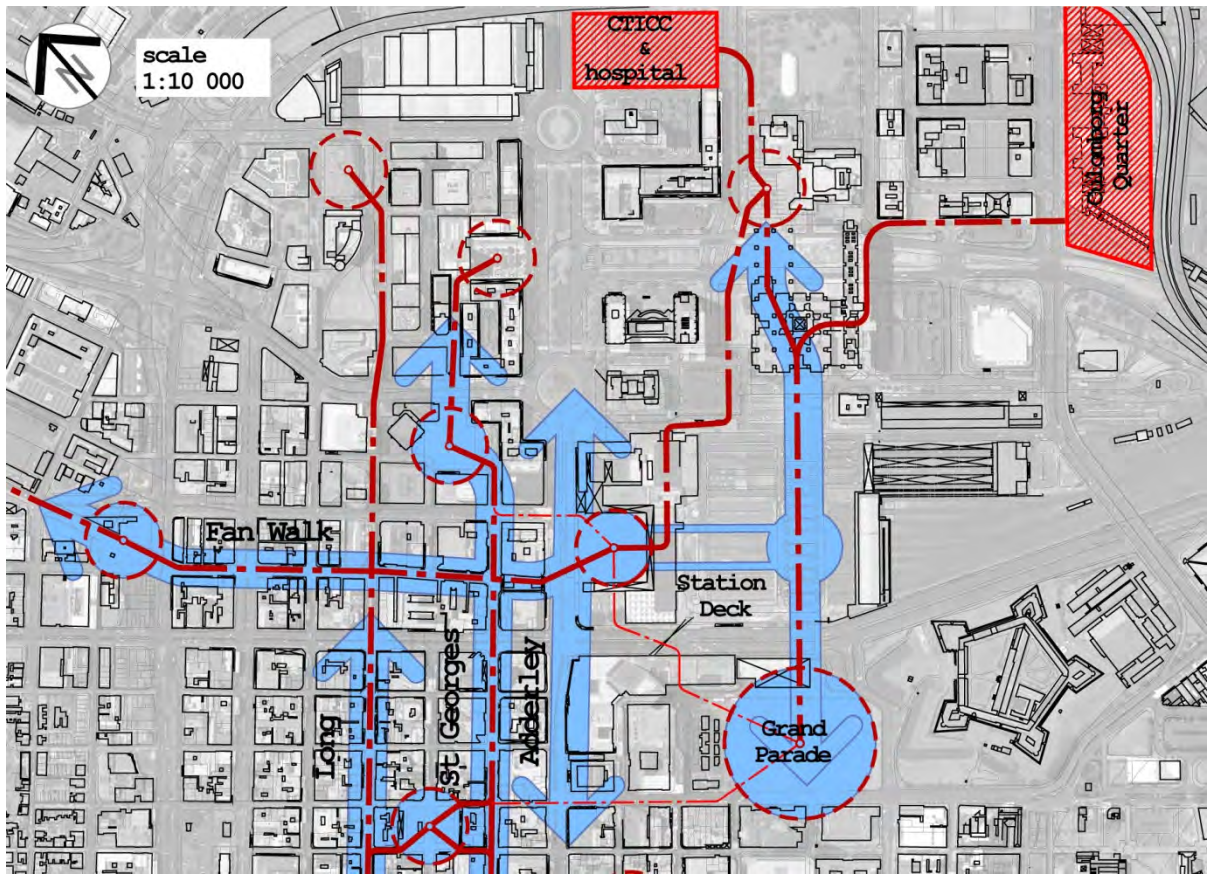 N
scale
1:10 000
CTICC
&
hospital
Culemborg
Quarter
Fan Walk
Station
Deck
Long
St Georges'
Adderley
Grand
Parade